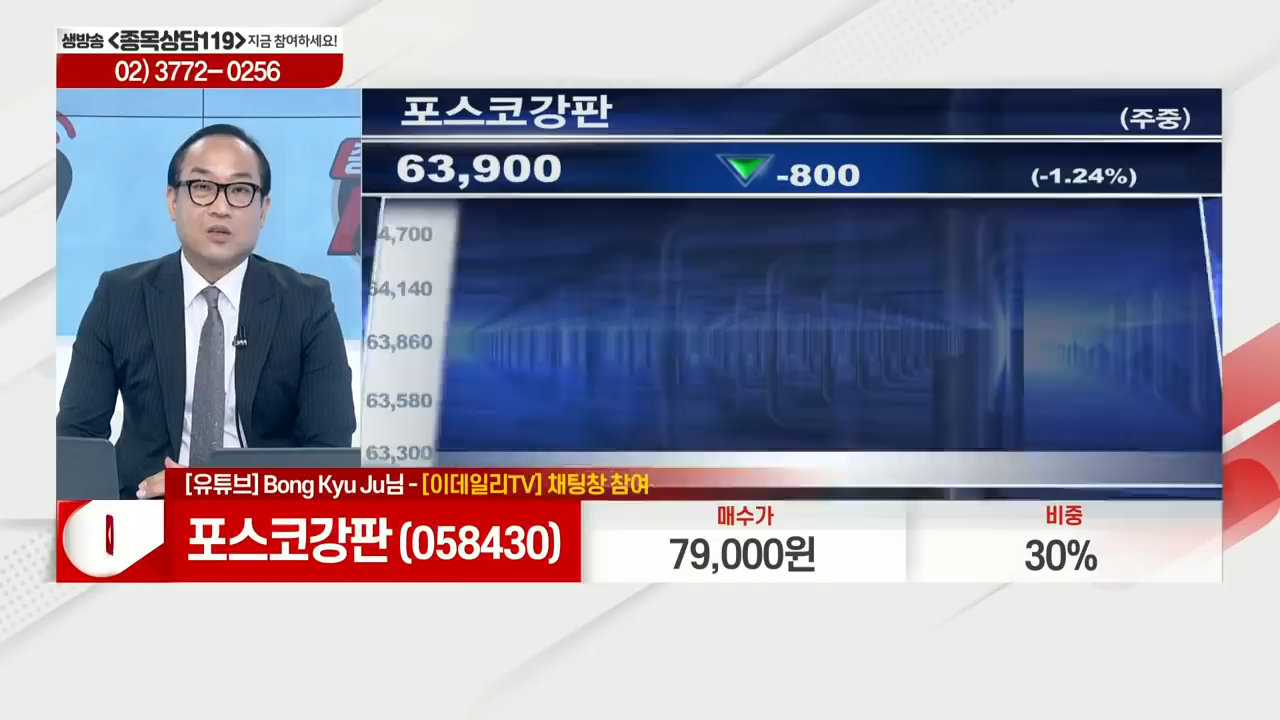 생방송 <종목상담119> 지금 참여하세요!
02) 3772-0256
포스코강판 (주중)
63,900 -800 (-1.24%)
4,700
64,140
63,860
63,580
63,300
[유튜브] Bong Kyu Ju님 - [이데일리TV] 채팅창 참여
포스코강판 (058430)
매수가
79,000원
비중
30%